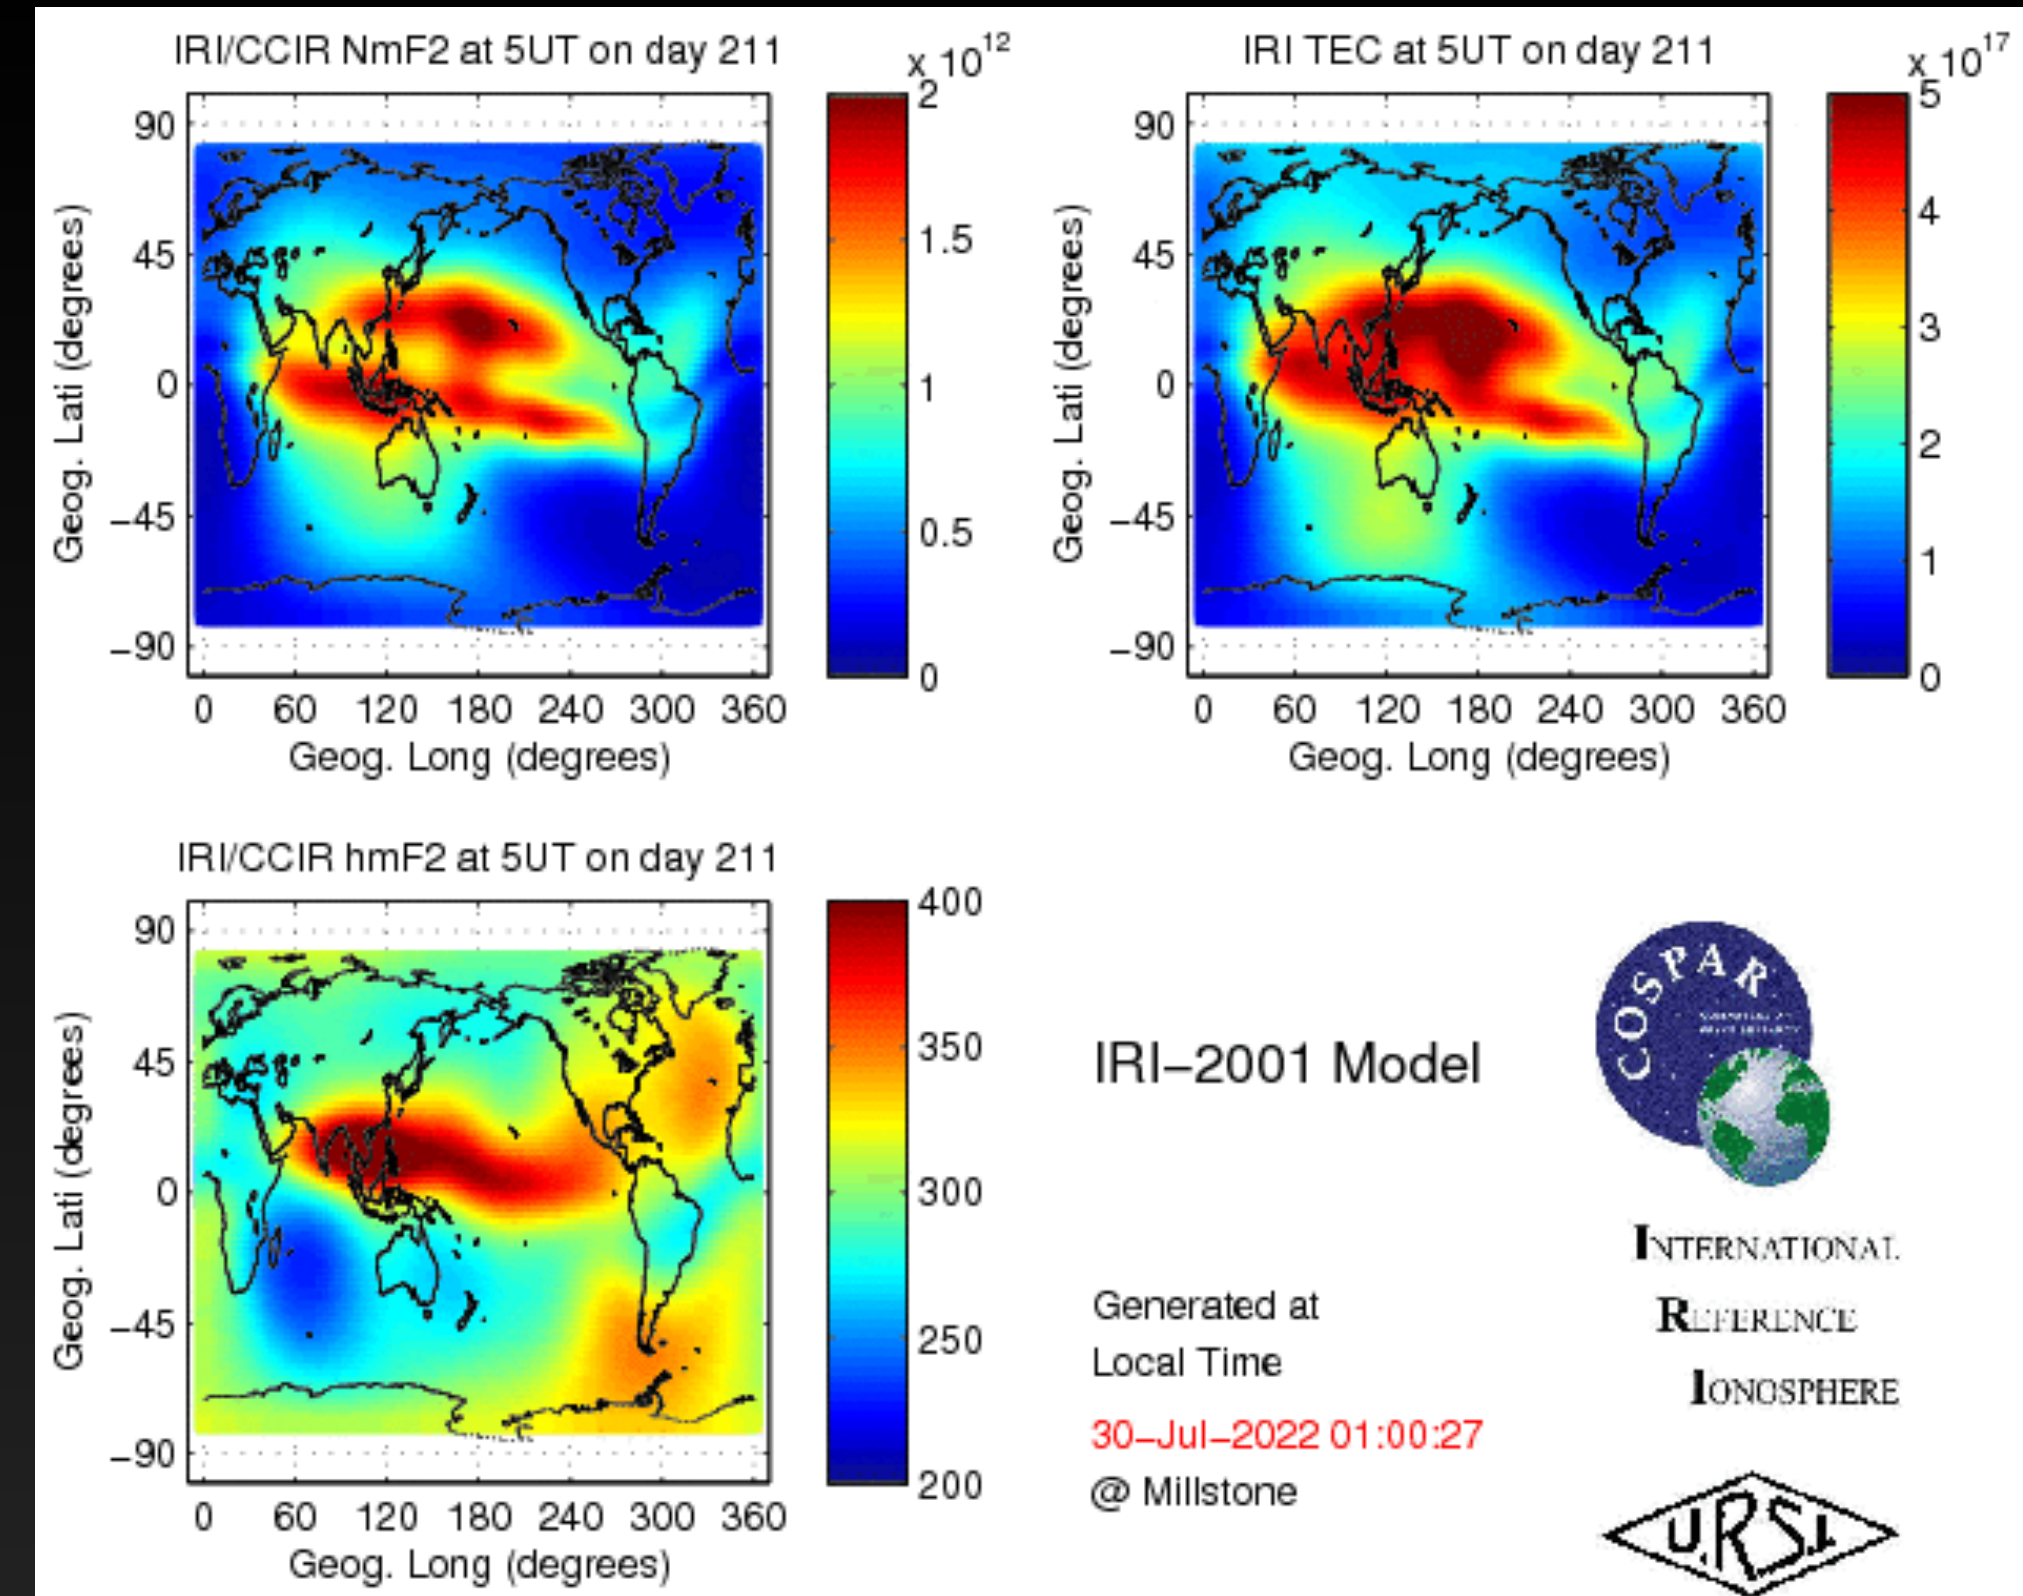 IRI/CCIR NmF2 at 5UT on day 211
x 10^12
2
1.5
1
0.5
0
90
45
0
−45
−90
Geog. Lati (degrees)
0 60 120 180 240 300 360
Geog. Long (degrees)
IRI TEC at 5UT on day 211
x 10^17
5
4
3
2
1
0
90
45
0
−45
−90
Geog. Lati (degrees)
0 60 120 180 240 300 360
Geog. Long (degrees)
IRI/CCIR hmF2 at 5UT on day 211
400
350
300
250
200
90
45
0
−45
−90
Geog. Lati (degrees)
0 60 120 180 240 300 360
Geog. Long (degrees)
IRI−2001 Model
COSPAR
Generated at
Local Time
30−Jul−2022 01:00:27
@ Millstone
INTERNATIONAL
REFERENCE
IONOSPHERE
U.R.S.I.